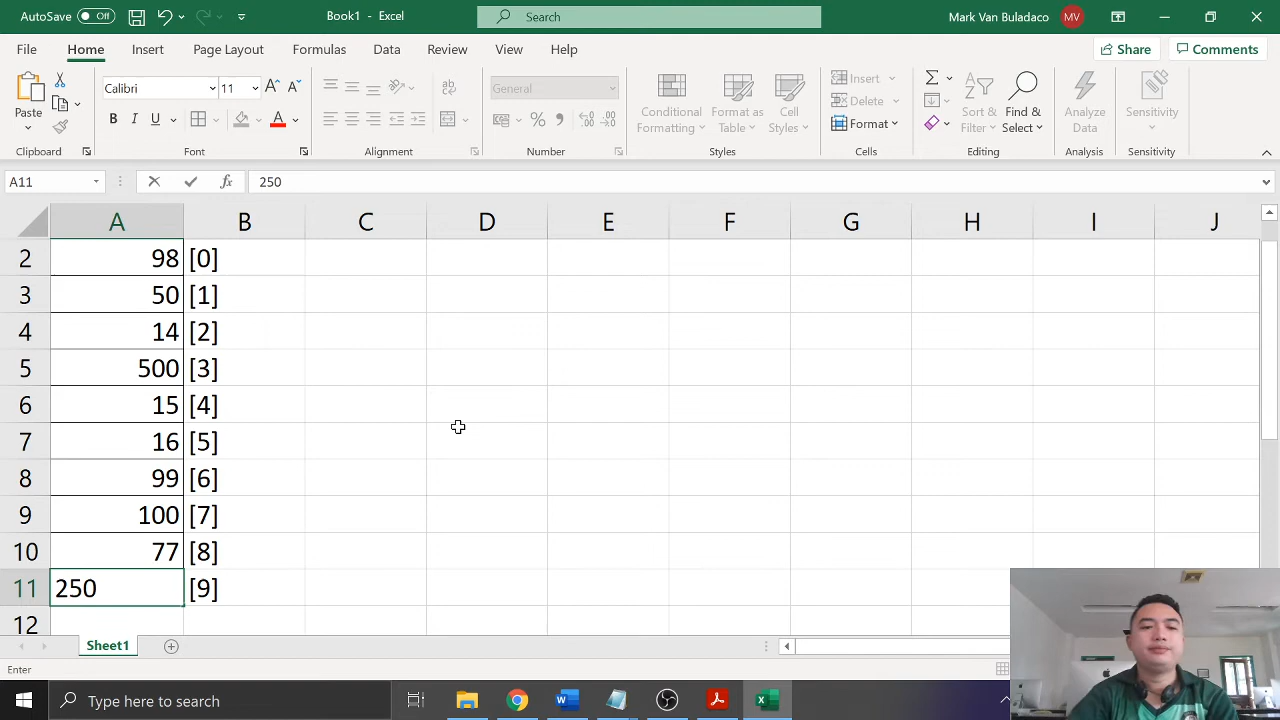 AutoSave Off Book1 - Excel Search Mark Van Buladaco MV
File Home Insert Page Layout Formulas Data Review View Help Share Comments
Paste Calibri 11 General Conditional Formatting Format as Table Cell Styles Insert Delete Format Sort & Filter Find & Select Analyze Data Sensitivity
Clipboard Font Alignment Number Styles Cells Editing Analysis Sensitivity
A11 fx 250
A B C D E F G H I J
2 98 [0]
3 50 [1]
4 14 [2]
5 500 [3]
6 15 [4]
7 16 [5]
8 99 [6]
9 100 [7]
10 77 [8]
11 250 [9]
12
Sheet1
Enter
Type here to search